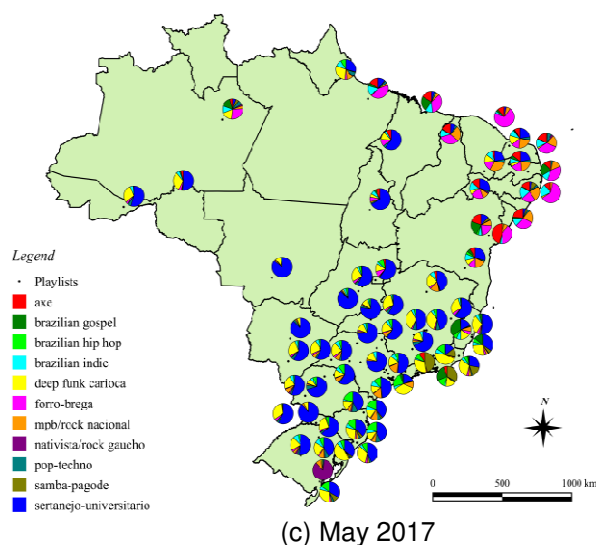 Legend
Playlists
axe
brazilian gospel
brazilian hip hop
brazilian indie
deep funk carioca
forro-brega
mpb/rock nacional
nativista/rock gaucho
pop-techno
samba-pagode
sertanejo-universitario
N
0 500 1000 km
(c) May 2017